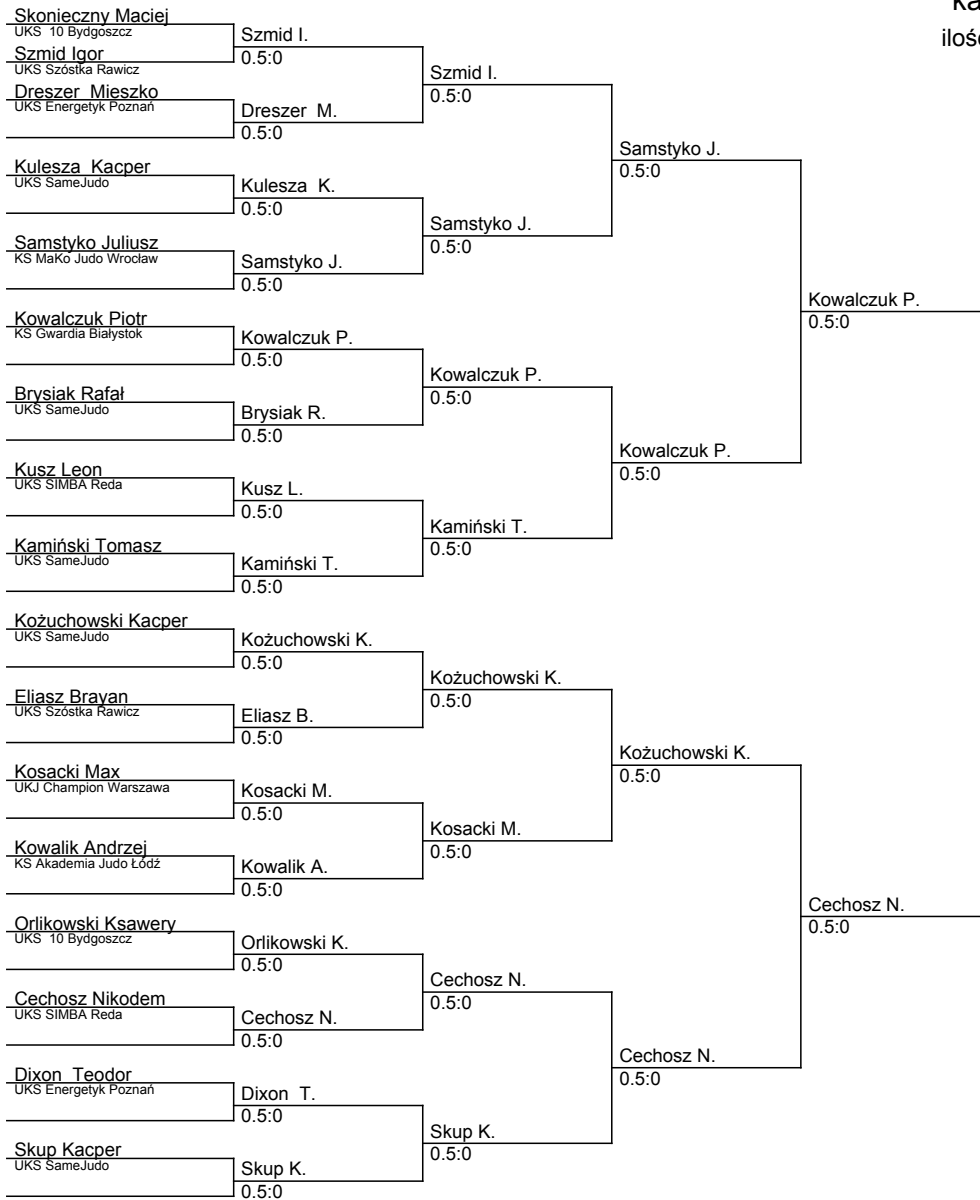 Skonieczny Maciej
UKS  10 Bydgoszcz
Szmid Igor
UKS Szóstka Rawicz
Dreszer  Mieszko
UKS Energetyk Poznań
Kulesza  Kacper
UKS SameJudo
Samstyko Juliusz
KS MaKo Judo Wrocław
Kowalczuk Piotr
KS Gwardia Białystok
Brysiak Rafał
UKS SameJudo
Kusz Leon
UKS SIMBA Reda
Kamiński Tomasz
UKS SameJudo
Kożuchowski Kacper
UKS SameJudo
Eliasz Brayan
UKS Szóstka Rawicz
Kosacki Max
UKJ Champion Warszawa
Kowalik Andrzej
KS Akademia Judo Łódź
Orlikowski Ksawery
UKS  10 Bydgoszcz
Cechosz Nikodem
UKS SIMBA Reda
Dixon  Teodor
UKS Energetyk Poznań
Skup Kacper
UKS SameJudo
Szmid I.
0.5:0
Dreszer  M.
0.5:0
Kulesza  K.
0.5:0
Samstyko J.
0.5:0
Kowalczuk P.
0.5:0
Brysiak R.
0.5:0
Kusz L.
0.5:0
Kamiński T.
0.5:0
Kożuchowski K.
0.5:0
Eliasz B.
0.5:0
Kosacki M.
0.5:0
Kowalik A.
0.5:0
Orlikowski K.
0.5:0
Cechosz N.
0.5:0
Dixon  T.
0.5:0
Skup K.
0.5:0
Szmid I.
0.5:0
Samstyko J.
0.5:0
Kowalczuk P.
0.5:0
Kamiński T.
0.5:0
Kożuchowski K.
0.5:0
Kosacki M.
0.5:0
Cechosz N.
0.5:0
Skup K.
0.5:0
Samstyko J.
0.5:0
Kowalczuk P.
0.5:0
Kożuchowski K.
0.5:0
Cechosz N.
0.5:0
Kowalczuk P.
0.5:0
Cechosz N.
0.5:0